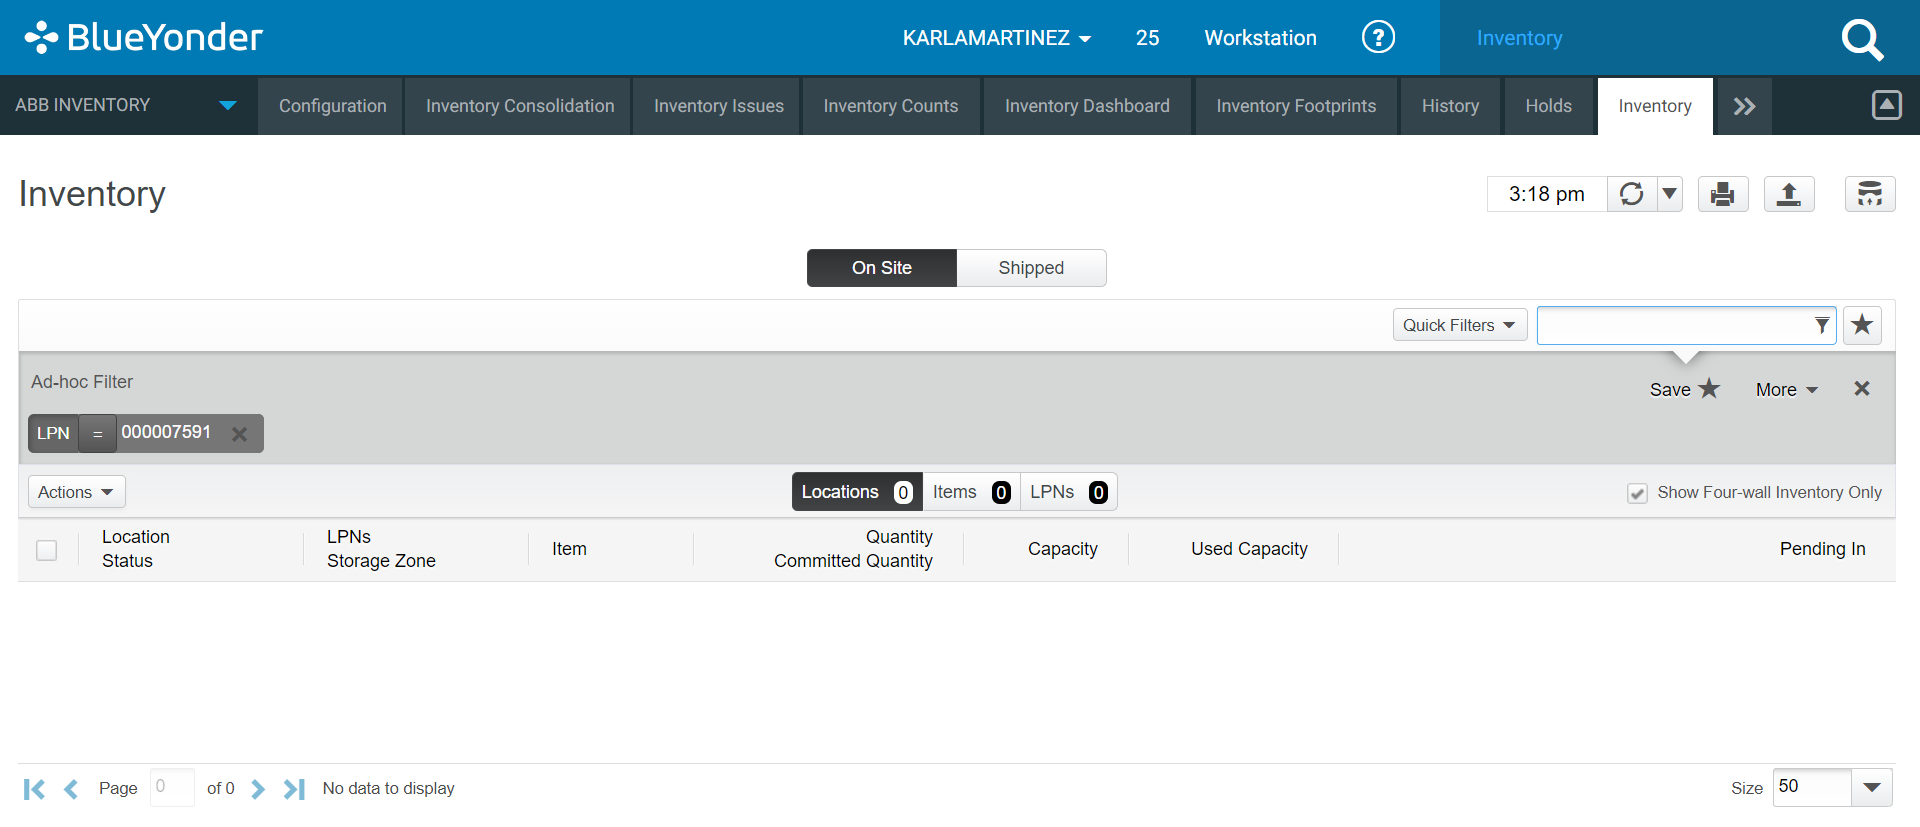 BlueYonder
KARLAMARTINEZ
25
Workstation
?
Inventory
ABB INVENTORY
Configuration
Inventory Consolidation
Inventory Issues
Inventory Counts
Inventory Dashboard
Inventory Footprints
History
Holds
Inventory
Inventory
3:18 pm
On Site
Shipped
Quick Filters
Ad-hoc Filter
Save
More
LPN = 000007591
Actions
Locations 0
Items 0
LPNs 0
Show Four-wall Inventory Only
Location
Status
LPNs
Storage Zone
Item
Quantity
Committed Quantity
Capacity
Used Capacity
Pending In
Page 0 of 0
No data to display
Size 50